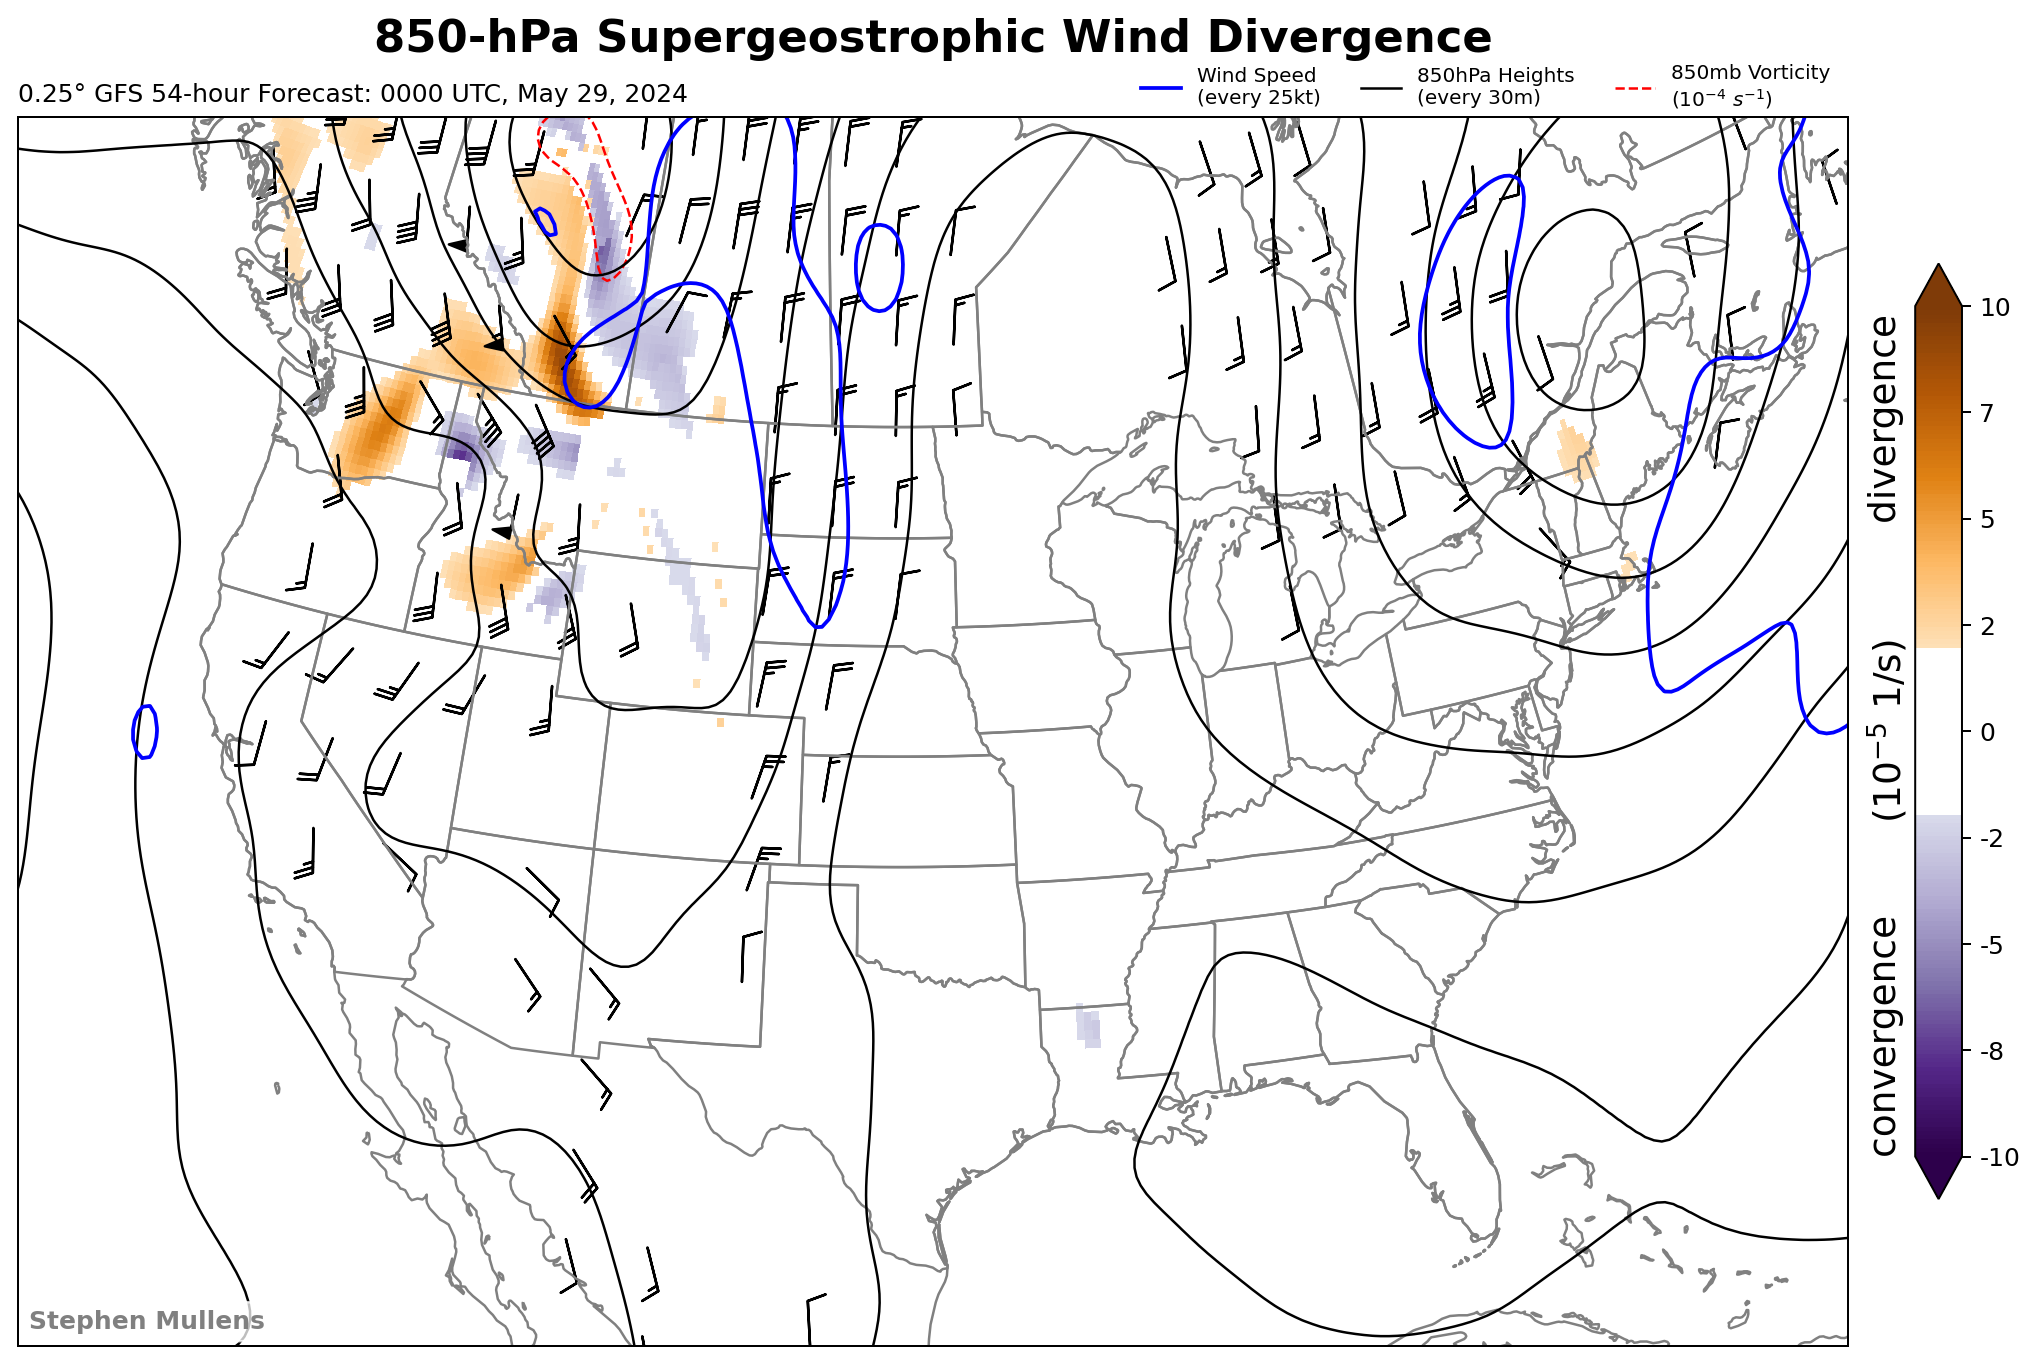 850-hPa Supergeostrophic Wind Divergence
0.25° GFS 54-hour Forecast: 0000 UTC, May 29, 2024
Wind Speed
(every 25kt)
850hPa Heights
(every 30m)
850mb Vorticity
(10⁻⁴ s⁻¹)
10
7
5
2
0
-2
-5
-8
-10
convergence (10⁻⁵ 1/s) divergence
Stephen Mullens